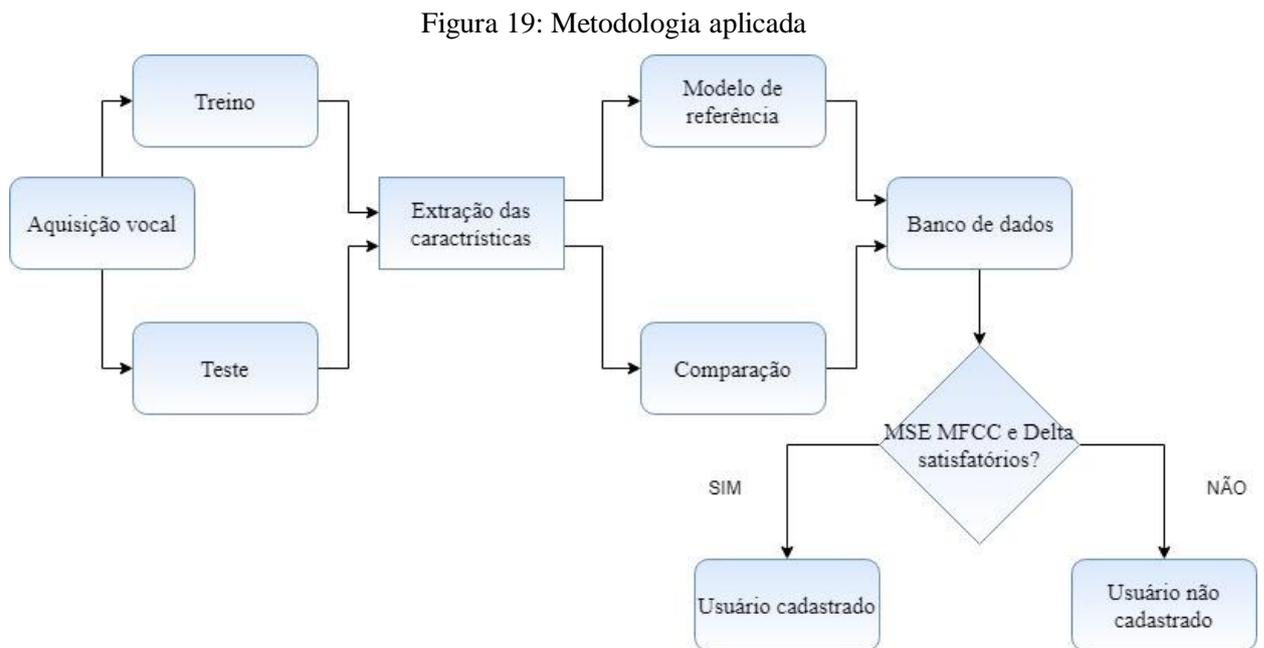 Figura 19: Metodologia aplicada
Treino
Modelo de
referência
Aquisição vocal
Extração das
caractrísticas
Banco de dados
Teste
Comparação
MSE MFCC e Delta
satisfatórios?
SIM
NÃO
Usuário cadastrado
Usuário não
cadastrado